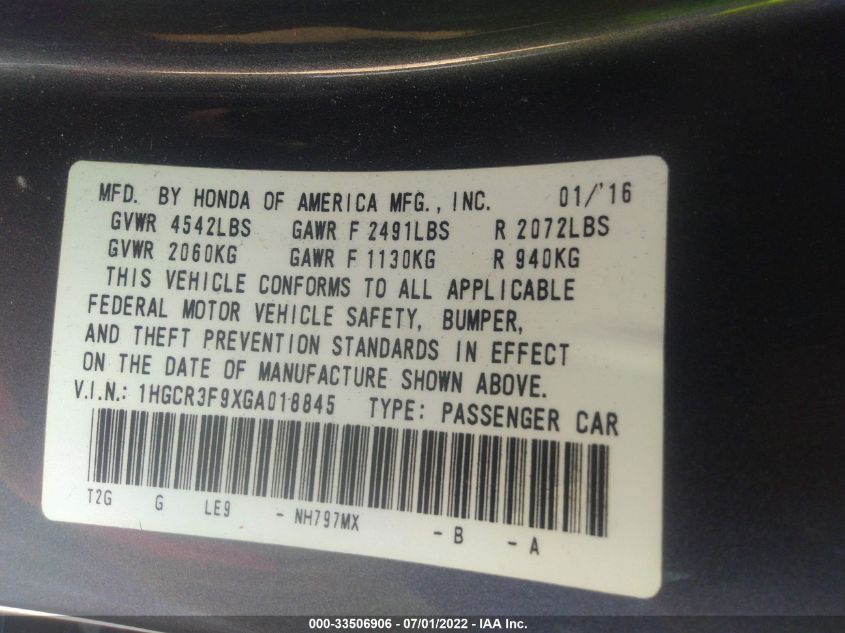 MFD. BY HONDA OF AMERICA MFG., INC. 01/'16
GVWR 4542LBS GAWR F 2491LBS R 2072LBS
GVWR 2060KG GAWR F 1130KG R 940KG
THIS VEHICLE CONFORMS TO ALL APPLICABLE
FEDERAL MOTOR VEHICLE SAFETY, BUMPER,
AND THEFT PREVENTION STANDARDS IN EFFECT
ON THE DATE OF MANUFACTURE SHOWN ABOVE.
V.I.N.: 1HGCR3F9XGA018845 TYPE: PASSENGER CAR
T2G G LE9 - NH797MX - B - A
000-33506906 - 07/01/2022 - IAA Inc.